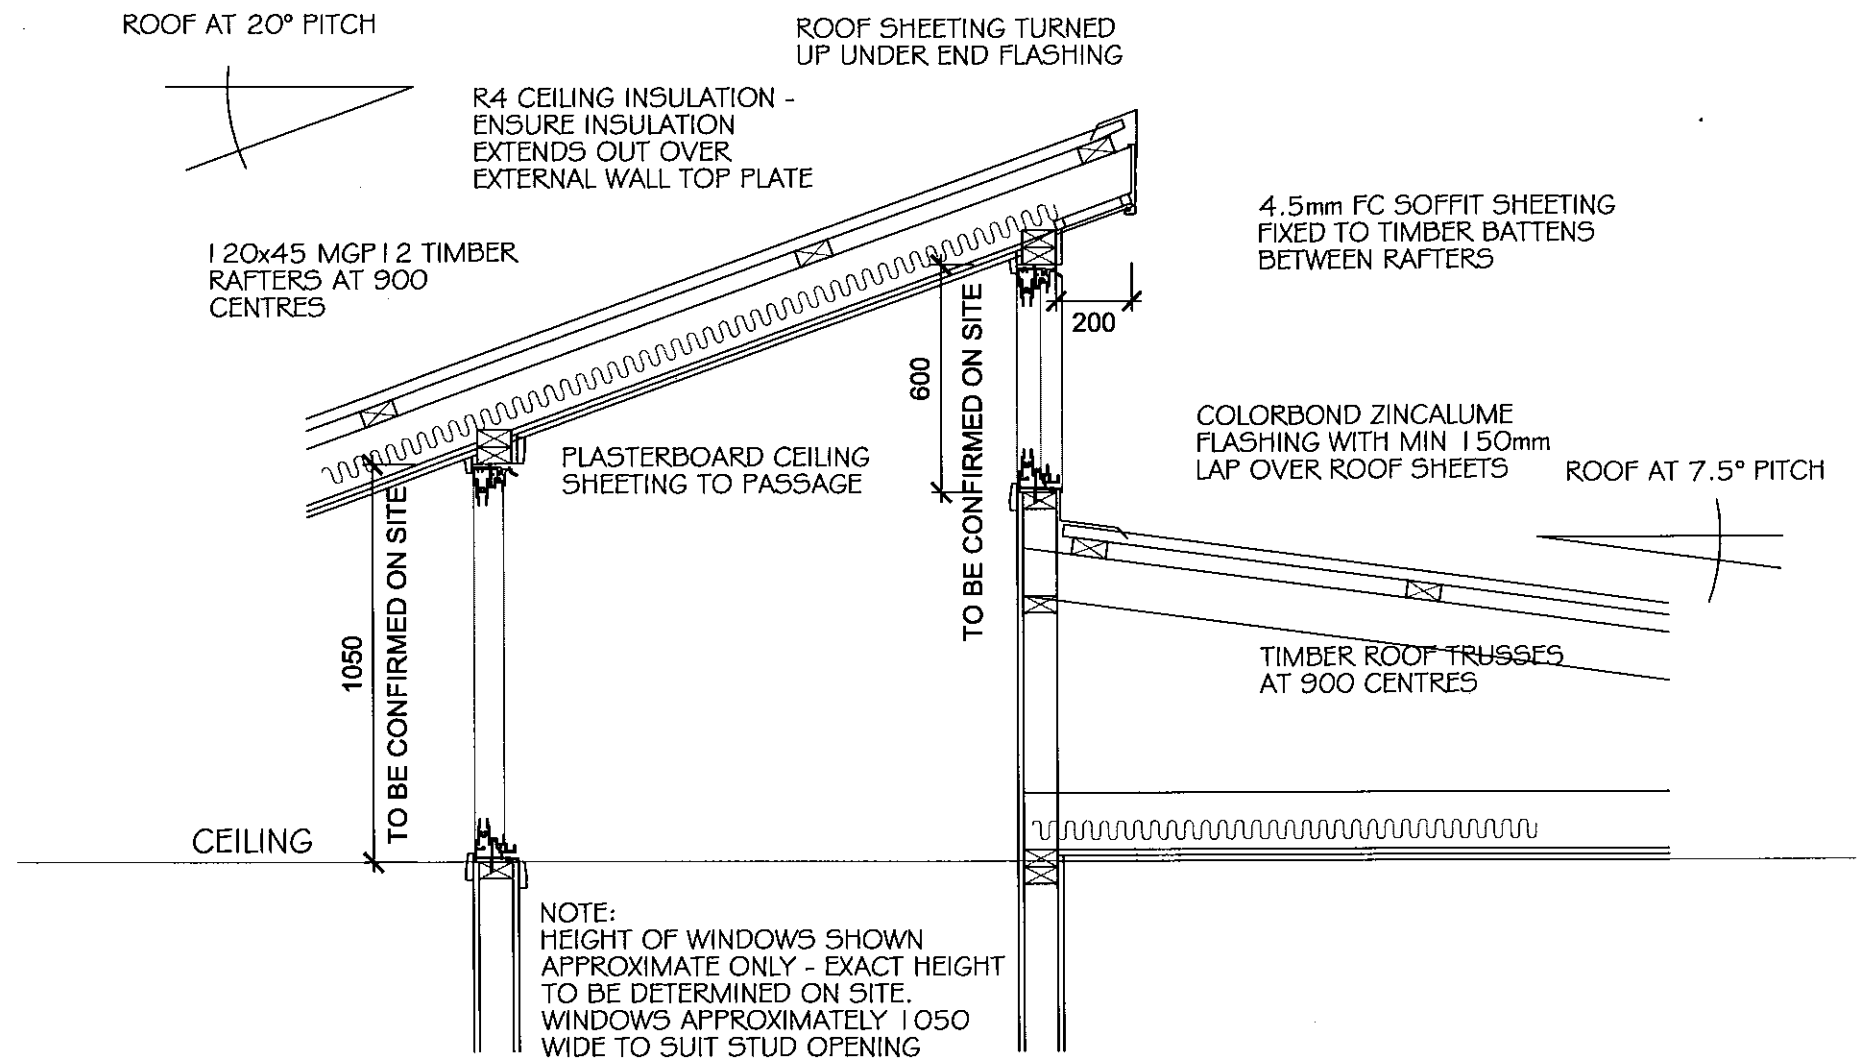 ROOF AT 20° PITCH
ROOF SHEETING TURNED
UP UNDER END FLASHING
R4 CEILING INSULATION -
ENSURE INSULATION
EXTENDS OUT OVER
EXTERNAL WALL TOP PLATE
120x45 MGP12 TIMBER
RAFTERS AT 900
CENTRES
4.5mm FC SOFFIT SHEETING
FIXED TO TIMBER BATTENS
BETWEEN RAFTERS
200
600
TO BE CONFIRMED ON SITE
COLORBOND ZINCALUME
FLASHING WITH MIN 150mm
LAP OVER ROOF SHEETS
ROOF AT 7.5° PITCH
PLASTERBOARD CEILING
SHEETING TO PASSAGE
1050
TO BE CONFIRMED ON SITE
TIMBER ROOF TRUSSES
AT 900 CENTRES
CEILING
NOTE:
HEIGHT OF WINDOWS SHOWN
APPROXIMATE ONLY - EXACT HEIGHT
TO BE DETERMINED ON SITE.
WINDOWS APPROXIMATELY 1050
WIDE TO SUIT STUD OPENING